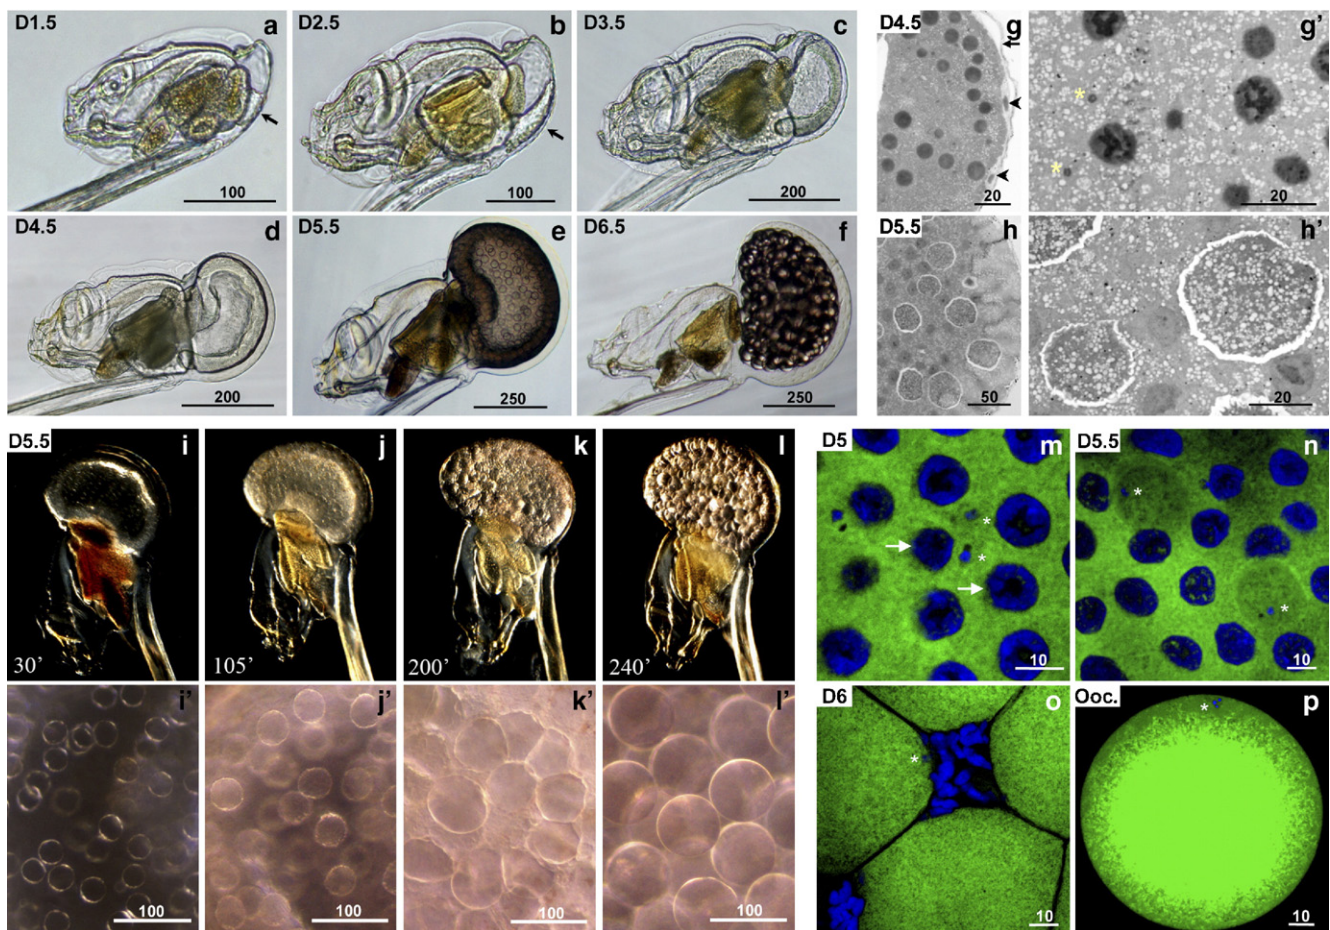 D1.5 a
100
D2.5 b
100
D3.5 c
200
D4.5 g
20
g'
* *
20
D4.5 d
200
D5.5 e
250
D6.5 f
250
D5.5 h
50
h'
20
D5.5 i
30'
j
105'
k
200'
l
240'
D5 m
* *
10
D5.5 n
* *
10
i'
100
j'
100
k'
100
l'
100
D6 o
*
10
Ooc. p
*
10